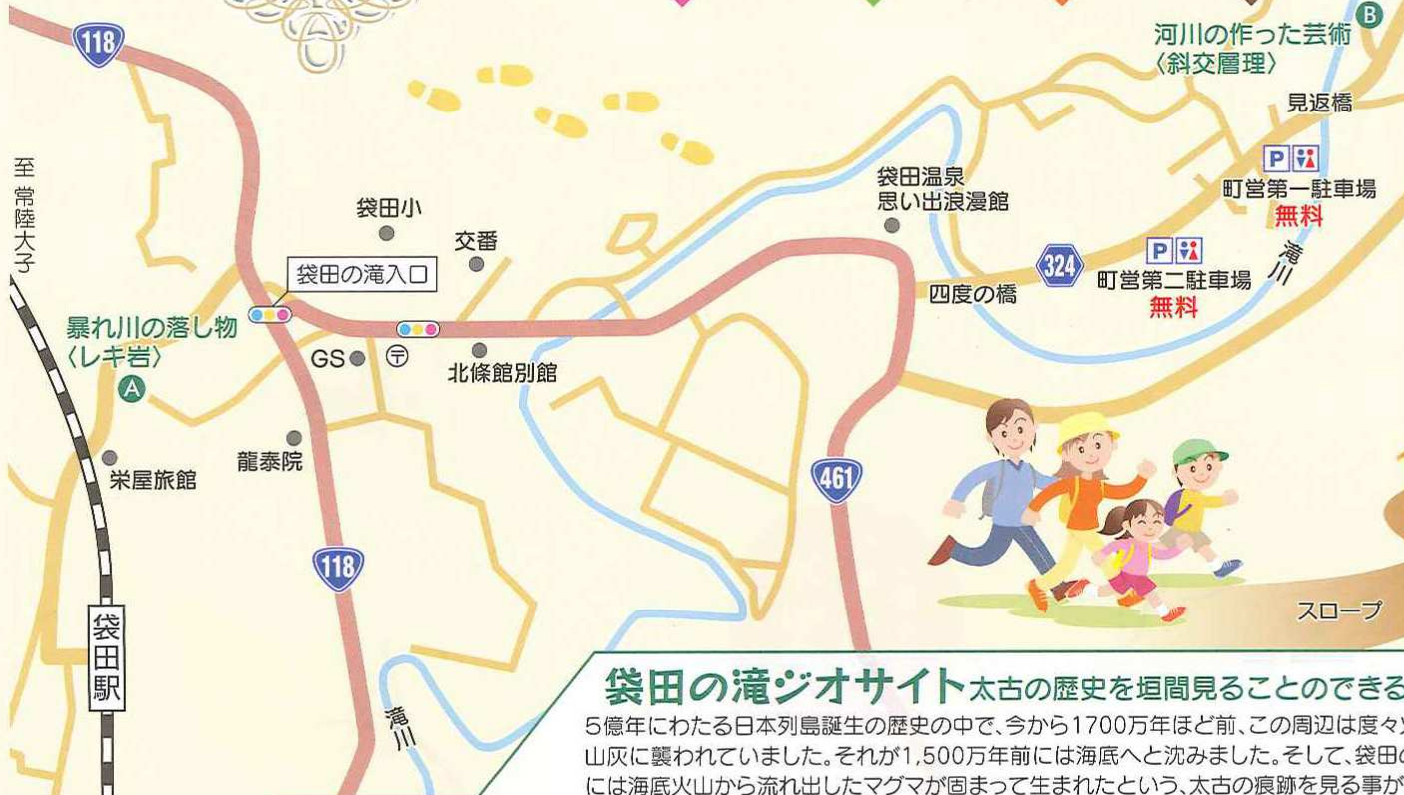 118
B
河川の作った芸術
〈斜交層理〉
見返橋
至 常陸大子
P
町営第一駐車場
無料
袋田温泉
思い出浪漫館
袋田小
交番
袋田の滝入口
滝川
324
P
町営第二駐車場
無料
四度の橋
暴れ川の落し物
〈レキ岩〉
A
GS
〒
北條館別館
龍泰院
栄屋旅館
461
118
袋田駅
スロープ
滝川
袋田の滝ジオサイト 太古の歴史を垣間見ることのできる
5億年にわたる日本列島誕生の歴史の中で、今から1700万年ほど前、この周辺は度々
山灰に襲われていました。それが1,500万年前には海底へと沈みました。そして、袋田の
には海底火山から流れ出したマグマが固まって生まれたという、太古の痕跡を見る事が